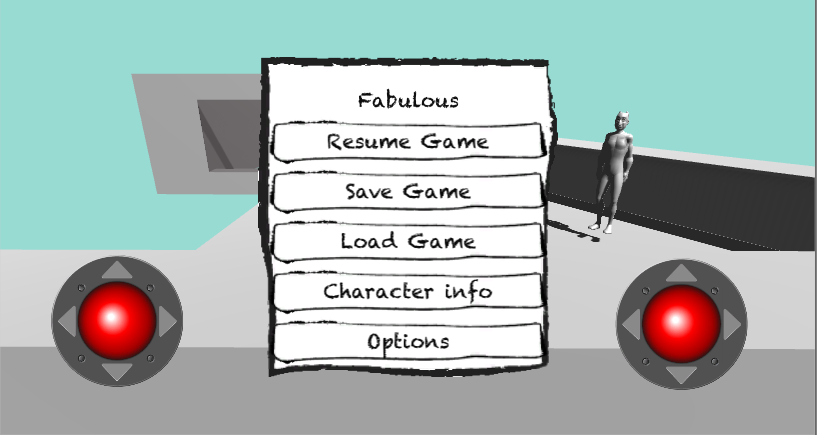 Fabulous
Resume Game
Save Game
Load Game
Character info
Options